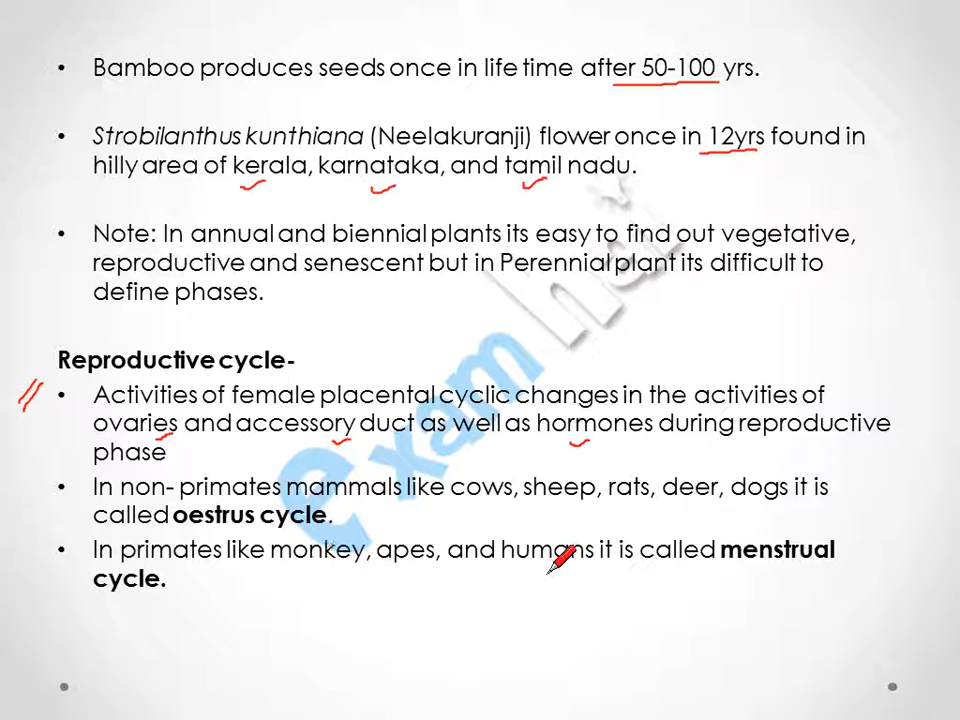 • Bamboo produces seeds once in life time after 50-100 yrs.
• Strobilanthus kunthiana (Neelakuranji) flower once in 12yrs found in
hilly area of kerala, karnataka, and tamil nadu.
• Note: In annual and biennial plants its easy to find out vegetative,
reproductive and senescent but in Perennial plant its difficult to
define phases.
Reproductive cycle-
• Activities of female placental cyclic changes in the activities of
ovaries and accessory duct as well as hormones during reproductive
phase
• In non- primates mammals like cows, sheep, rats, deer, dogs it is
called oestrus cycle.
• In primates like monkey, apes, and humans it is called menstrual
cycle.
examhai